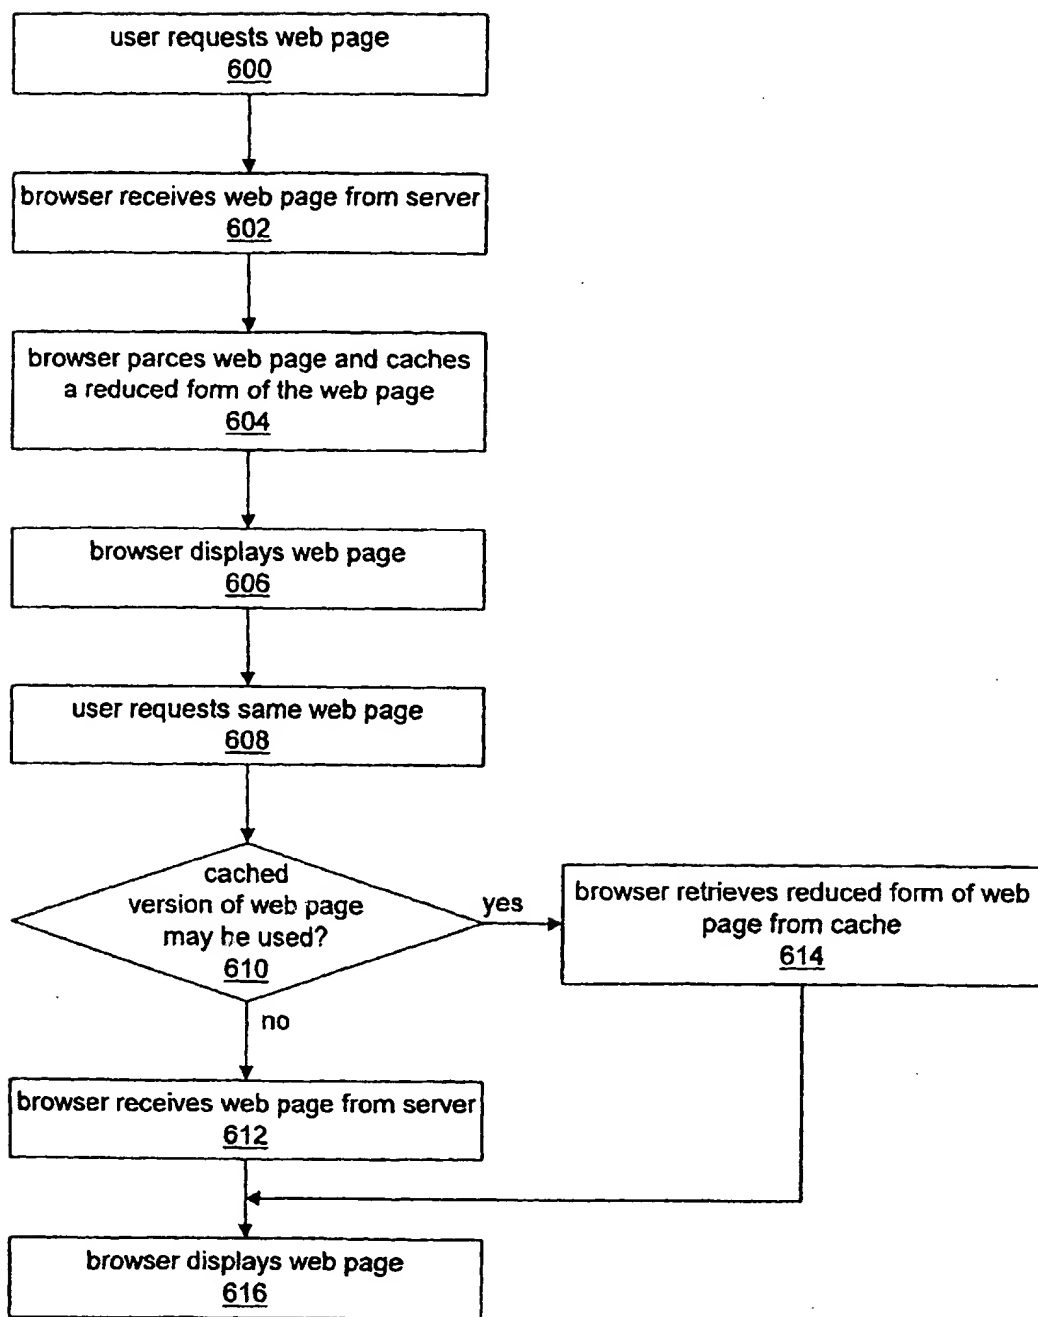 user requests web page
600
browser receives web page from server
602
browser parces web page and caches
a reduced form of the web page
604
browser displays web page
606
user requests same web page
608
cached
version of web page
may be used?
610
yes
browser retrieves reduced form of web
page from cache
614
no
browser receives web page from server
612
browser displays web page
616